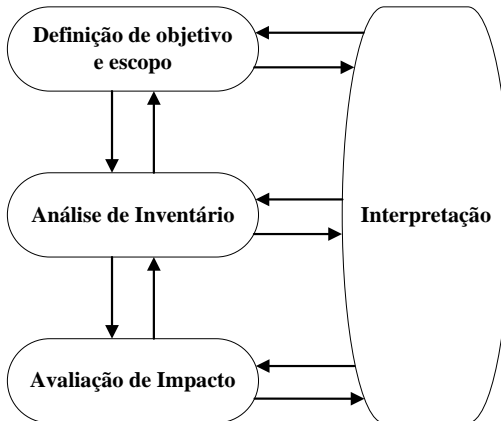 Definição de objetivo
e escopo
Análise de Inventário
Interpretação
Avaliação de Impacto